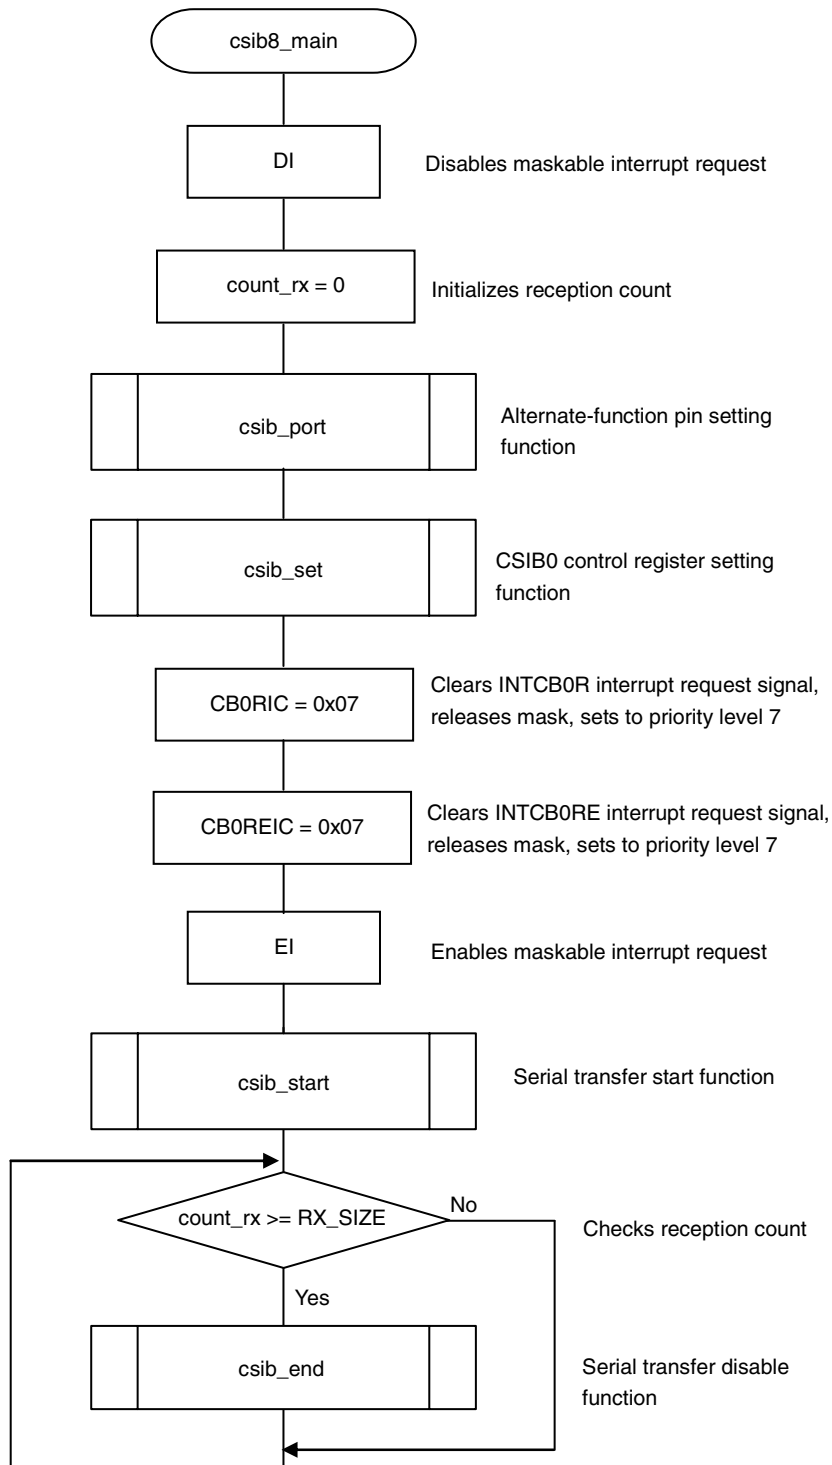 csib8_main
DI
Disables maskable interrupt request
count_rx = 0
Initializes reception count
csib_port
Alternate-function pin setting
function
csib_set
CSIB0 control register setting
function
CB0RIC = 0x07
Clears INTCB0R interrupt request signal,
releases mask, sets to priority level 7
CB0REIC = 0x07
Clears INTCB0RE interrupt request signal,
releases mask, sets to priority level 7
EI
Enables maskable interrupt request
csib_start
Serial transfer start function
count_rx >= RX_SIZE
No
Checks reception count
Yes
csib_end
Serial transfer disable
function